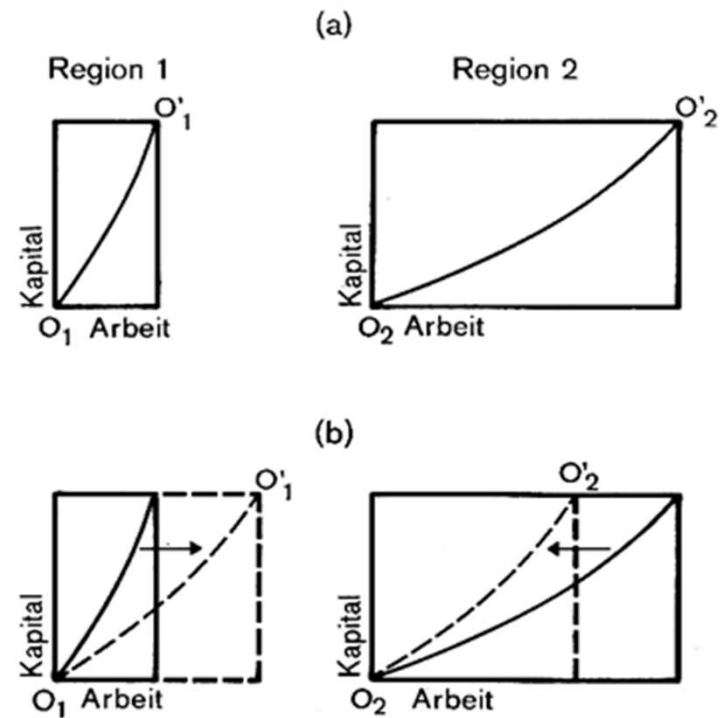 (a)
Region 1 Region 2
O'₁ O'₂
Kapital Kapital
O₁ Arbeit O₂ Arbeit
(b)
O'₁ O'₂
Kapital Kapital
O₁ Arbeit O₂ Arbeit